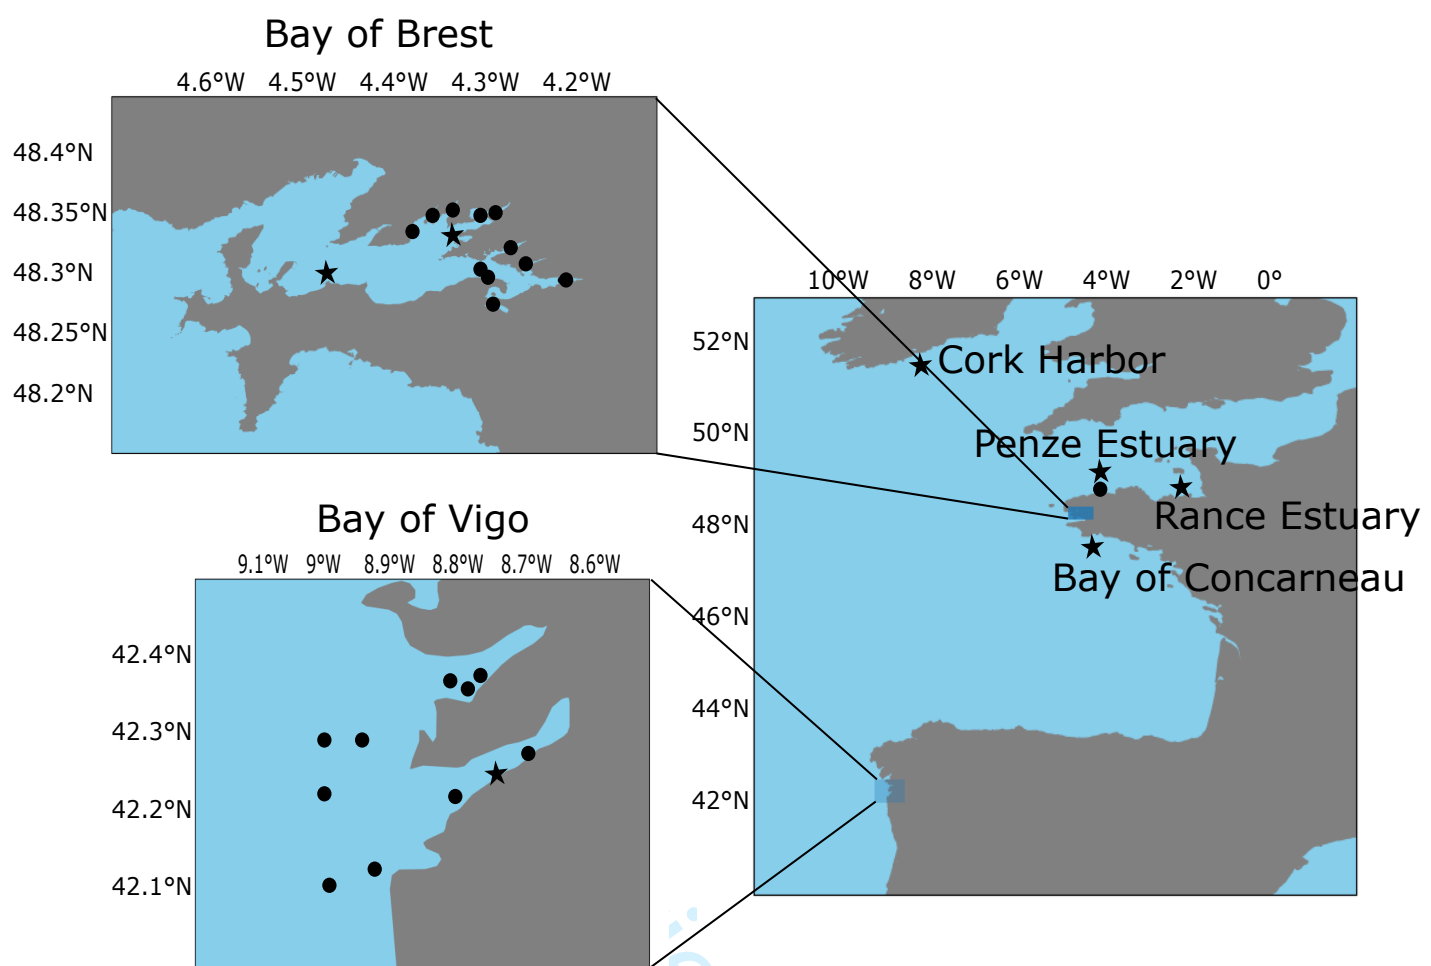 Bay of Brest
4.6°W 4.5°W 4.4°W 4.3°W 4.2°W
48.4°N
48.35°N
48.3°N
48.25°N
48.2°N
10°W 8°W 6°W 4°W 2°W 0°
52°N
50°N
48°N
46°N
44°N
42°N
Cork Harbor
Penze Estuary
Rance Estuary
Bay of Concarneau
Bay of Vigo
9.1°W 9°W 8.9°W 8.8°W 8.7°W 8.6°W
42.4°N
42.3°N
42.2°N
42.1°N